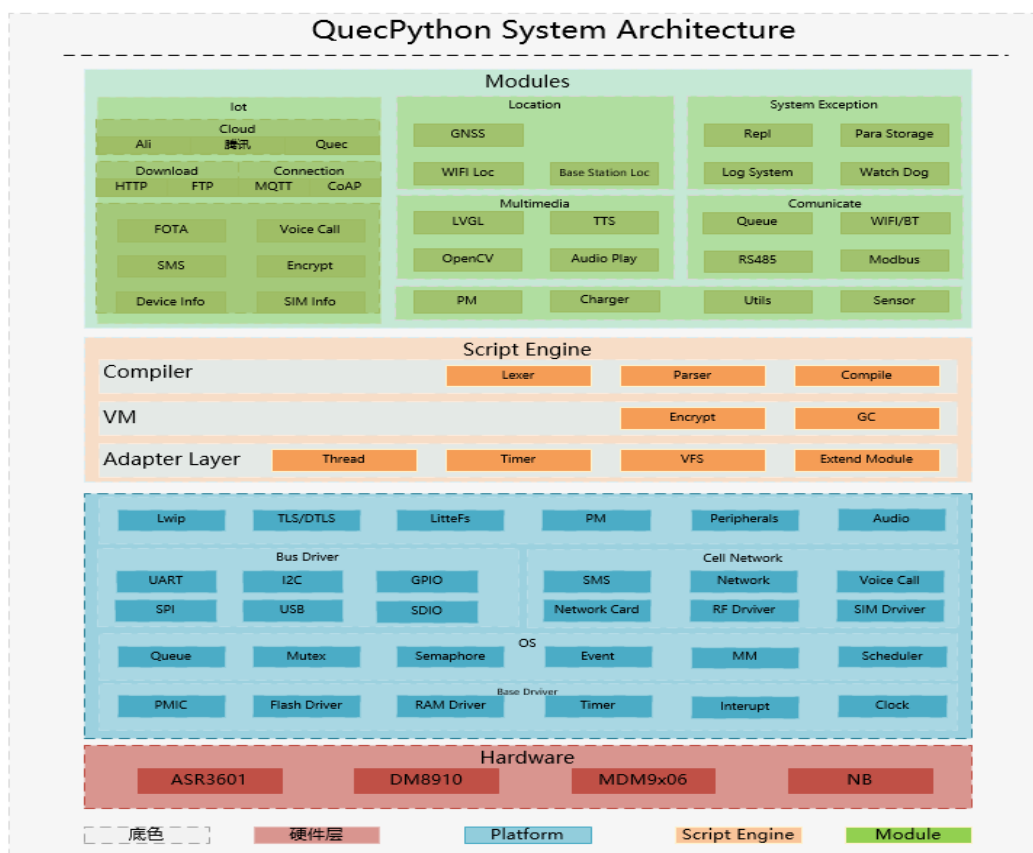 QuecPython System Architecture
Modules
Iot
Cloud
Ali 腾讯 Quec
Download Connection
HTTP FTP MQTT CoAP
FOTA Voice Call
SMS Encrypt
Device Info SIM Info
Location
GNSS
WIFI Loc Base Station Loc
System Exception
Repl Para Storage
Log System Watch Dog
Multimedia
LVGL TTS
OpenCV Audio Play
Comunicate
Queue WIFI/BT
RS485 Modbus
PM Charger Utils Sensor
Script Engine
Compiler Lexer Parser Compile
VM Encrypt GC
Adapter Layer Thread Timer VFS Extend Module
Lwip TLS/DTLS LitteFs PM Peripherals Audio
Bus Driver
UART I2C GPIO
SPI USB SDIO
Cell Network
SMS Network Voice Call
Network Card RF Drviver SIM Drviver
OS
Queue Mutex Semaphore Event MM Scheduler
Base Drviver
PMIC Flash Driver RAM Driver Timer Interupt Clock
Hardware
ASR3601 DM8910 MDM9x06 NB
底色 硬件层 Platform Script Engine Module